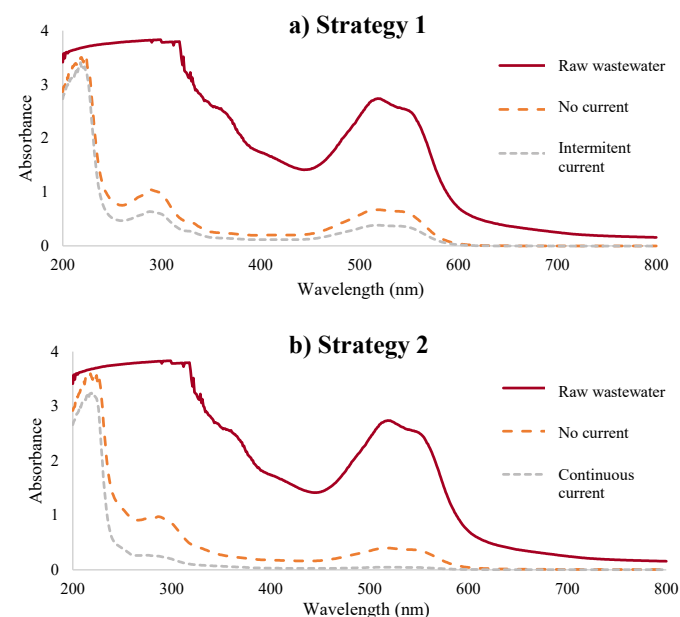 a) Strategy 1
4
3
2
1
0
Absorbance
Raw wastewater
No current
Intermitent
current
200 300 400 500 600 700 800
Wavelength (nm)
b) Strategy 2
4
3
2
1
0
Absorbance
Raw wastewater
No current
Continuous
current
200 300 400 500 600 700 800
Wavelength (nm)